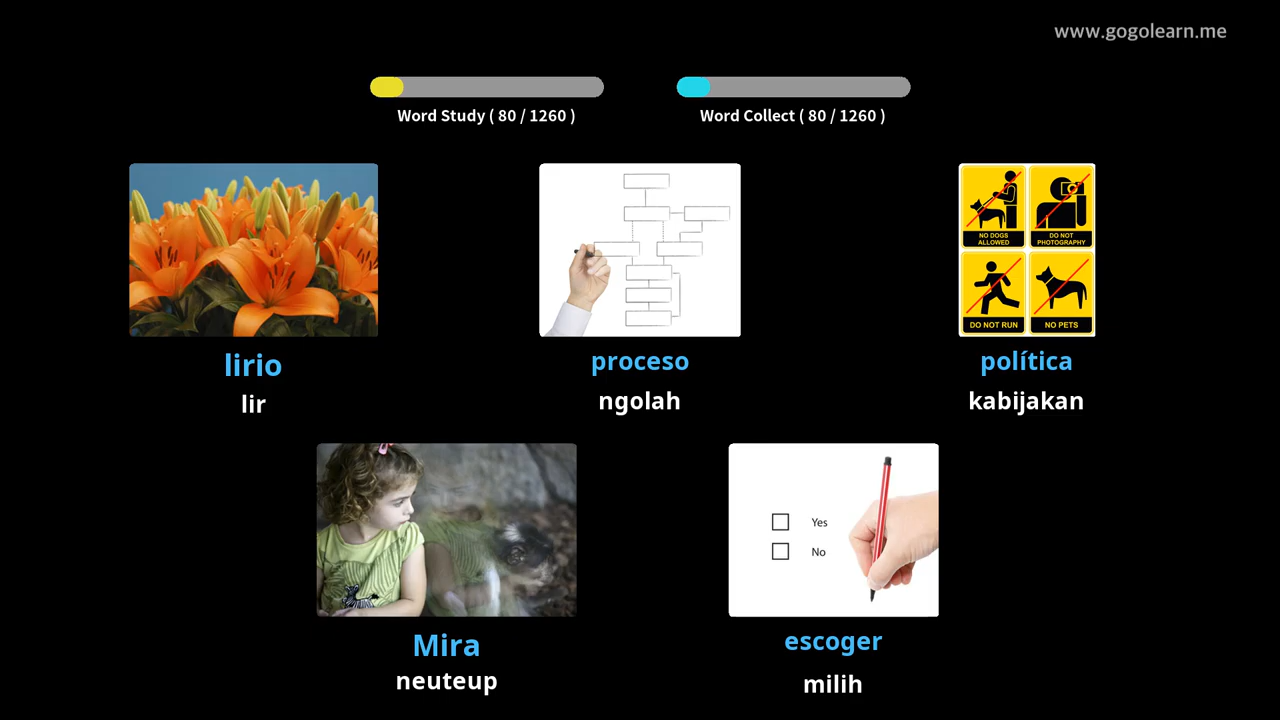 www.gogolearn.me
Word Study ( 80 / 1260 )
Word Collect ( 80 / 1260 )
NO DOGS
ALLOWED
DO NOT
PHOTOGRAPHY
DO NOT RUN
NO PETS
lirio
lir
proceso
ngolah
política
kabijakan
Yes
No
Mira
neuteup
escoger
milih